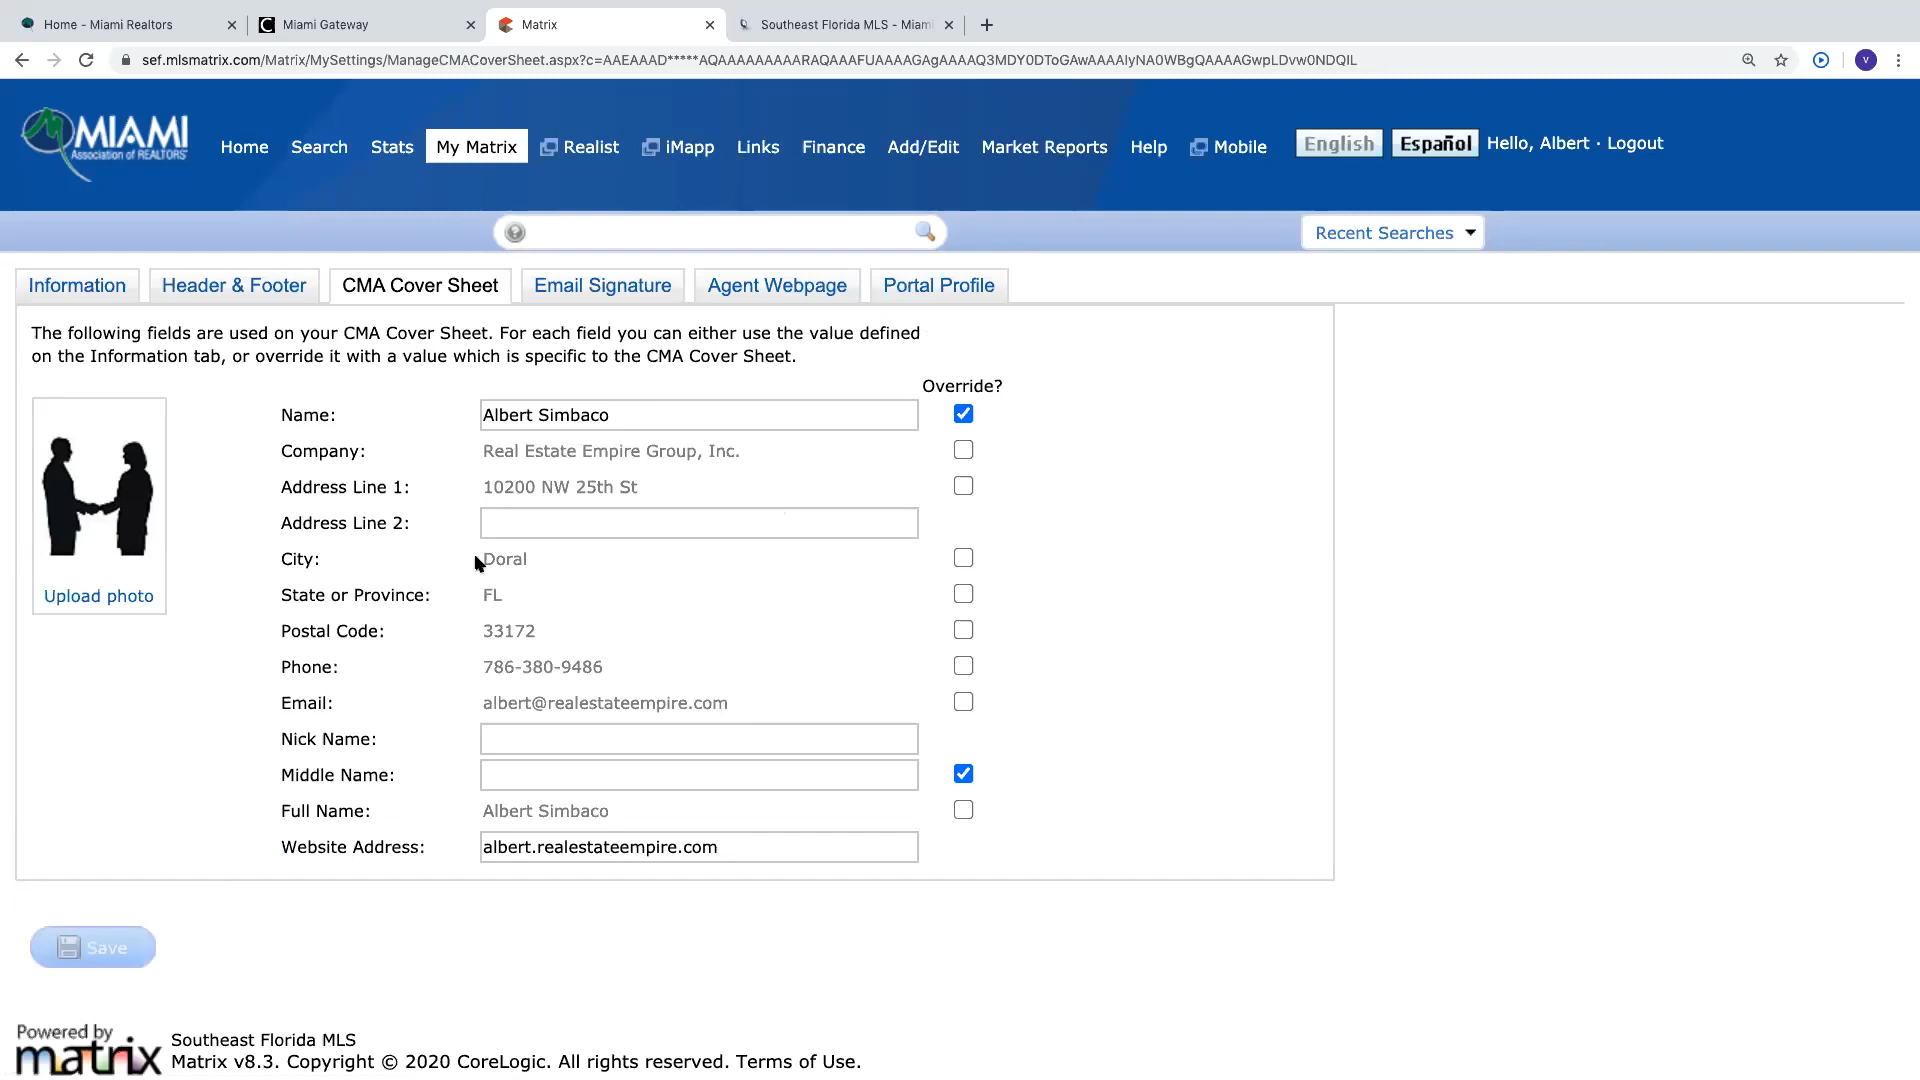 Home - Miami Realtors
Miami Gateway
Matrix
Southeast Florida MLS - Miam
sef.mlsmatrix.com/Matrix/MySettings/ManageCMACoverSheet.aspx?c=AAEAAAD*****AQAAAAAAAAARAQAAAFUAAAAGAgAAAAQ3MDY0DToGAwAAAAIyNA0WBgQAAAAGwpLDvw0NDQIL
V
MIAMI
Association of REALTORS®
Home
Search
Stats
My Matrix
Realist
iMapp
Links
Finance
Add/Edit
Market Reports
Help
Mobile
English
Español
Hello, Albert · Logout
?
Recent Searches
Information
Header & Footer
CMA Cover Sheet
Email Signature
Agent Webpage
Portal Profile
The following fields are used on your CMA Cover Sheet. For each field you can either use the value defined
on the Information tab, or override it with a value which is specific to the CMA Cover Sheet.
Override?
Name: Albert Simbaco
Company: Real Estate Empire Group, Inc.
Address Line 1: 10200 NW 25th St
Address Line 2:
City: Doral
State or Province: FL
Postal Code: 33172
Phone: 786-380-9486
Email: albert@realestateempire.com
Nick Name:
Middle Name:
Full Name: Albert Simbaco
Website Address: albert.realestateempire.com
Upload photo
Save
Powered by
matrix
Southeast Florida MLS
Matrix v8.3. Copyright © 2020 CoreLogic. All rights reserved. Terms of Use.